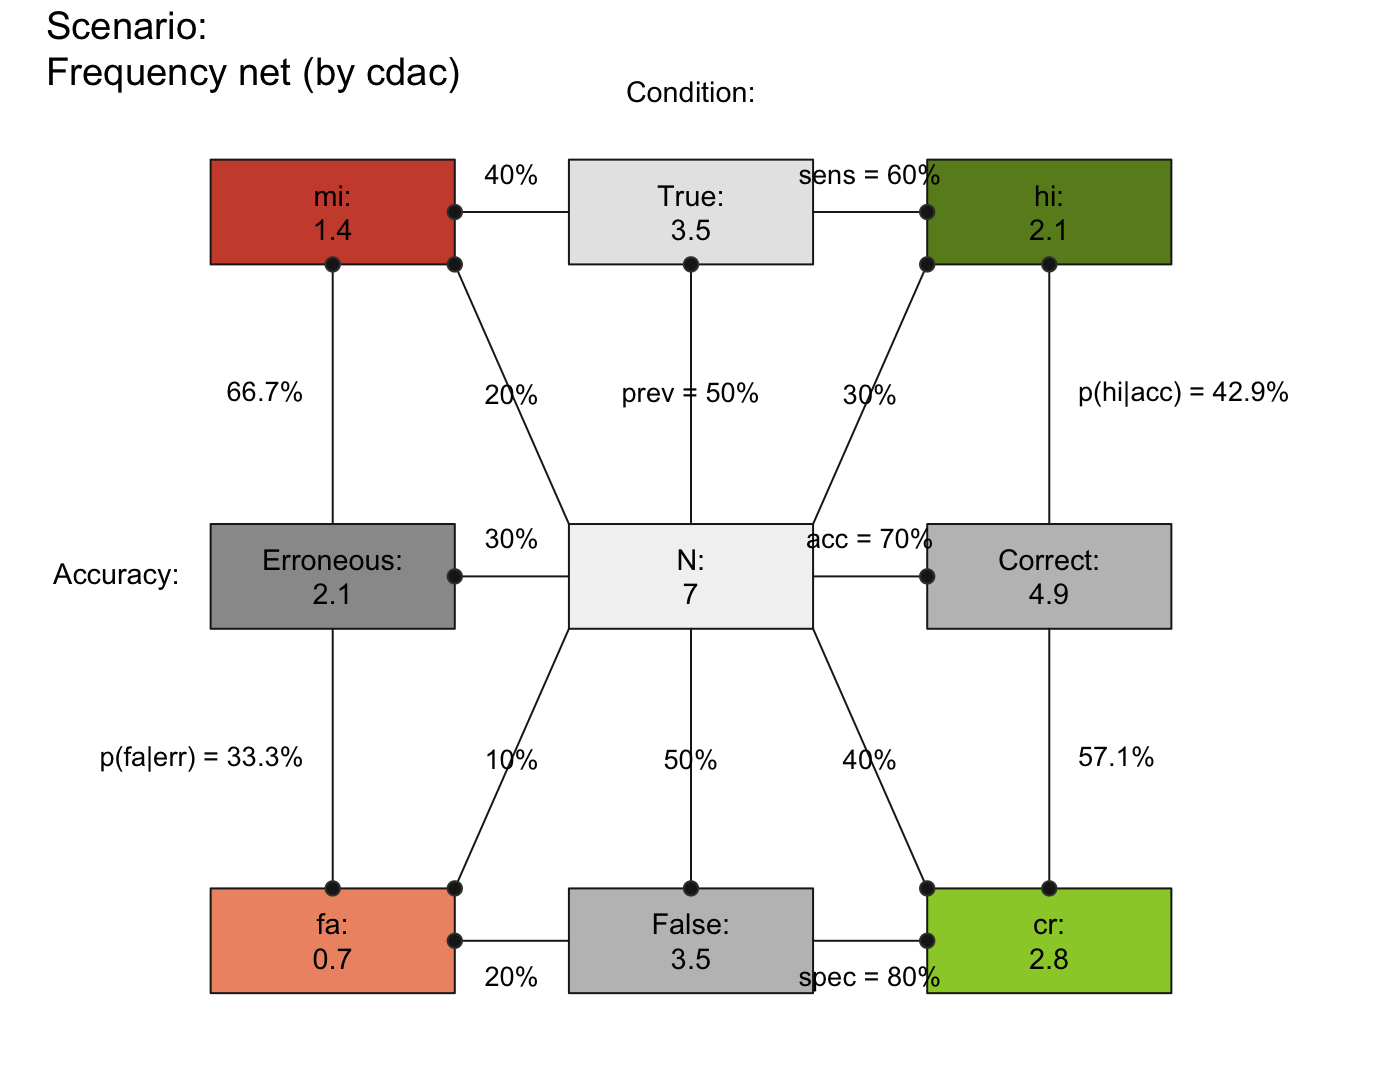 Scenario:
Frequency net (by cdac)
Condition:
mi:
1.4
40%
True:
3.5
sens = 60%
hi:
2.1
66.7%
20%
prev = 50%
30%
p(hi|acc) = 42.9%
Accuracy:
Erroneous:
2.1
30%
N:
7
acc = 70%
Correct:
4.9
p(fa|err) = 33.3%
10%
50%
40%
57.1%
fa:
0.7
20%
False:
3.5
spec = 80%
cr:
2.8